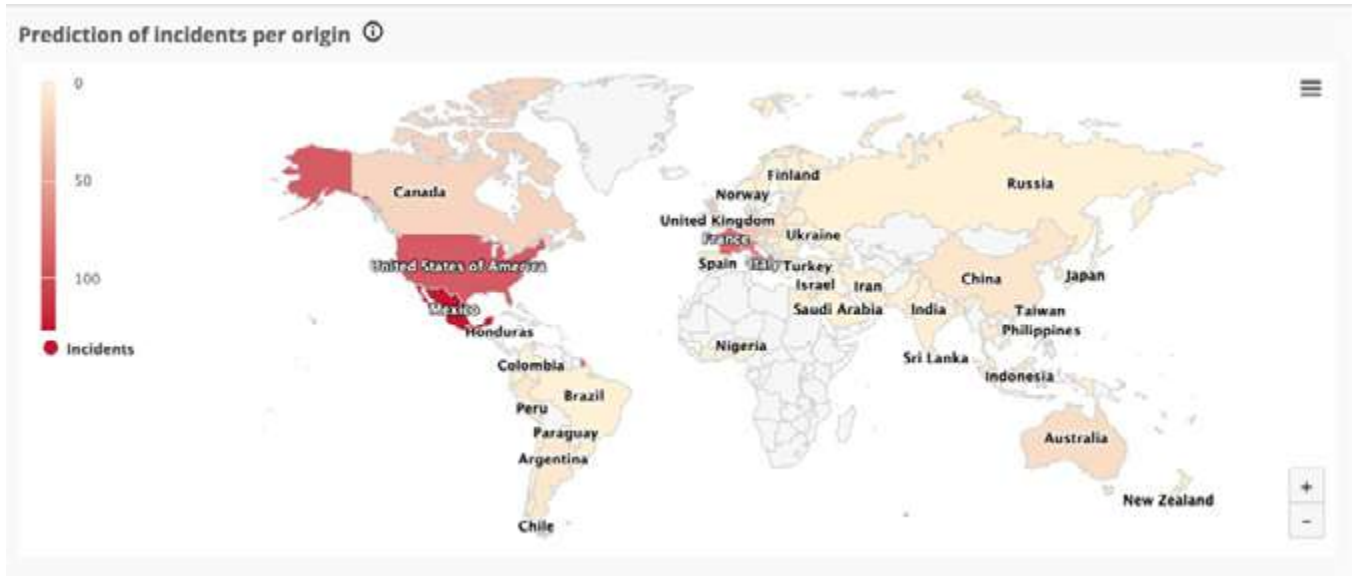 Prediction of incidents per origin
0
50
100
Incidents
Canada
United States of America
Mexico
Honduras
Colombia
Brazil
Peru
Paraguay
Argentina
Chile
Finland
Norway
United Kingdom
France
Ukraine
Spain
Italy
Turkey
Israel
Iran
Saudi Arabia
Nigeria
Russia
China
Japan
India
Taiwan
Philippines
Sri Lanka
Indonesia
Australia
New Zealand
+
-